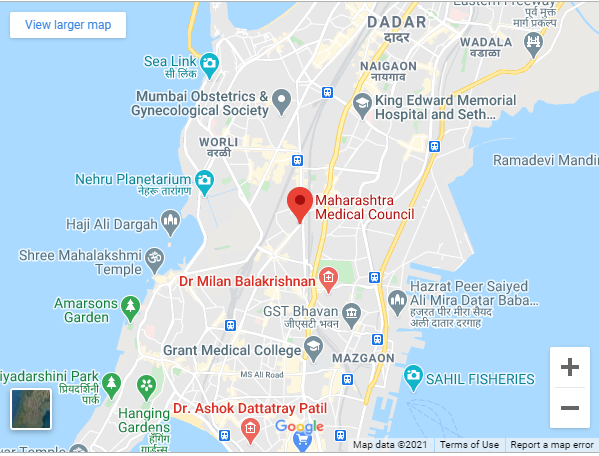 View larger map
Eastern Freeway
पूर्व मुक्त
मार्ग प्रकल्प
DADAR
दादर
WADALA
वडाळा
Sea Link
सी लिंक
NAIGAON
नायगाव
Mumbai Obstetrics &
Gynecological Society
King Edward Memorial
Hospital and Seth...
WORLI
वरळी
Ramadevi Mandir
Nehru Planetarium
नेहरू तारांगण
Maharashtra
Medical Council
Haji Ali Dargah
Shree Mahalakshmi
Temple
Dr Milan Balakrishnan
Hazrat Peer Saiyed
Ali Mira Datar Baba...
हजरत पीर मीरा सैयद
अली दातार दरगाह
Amarsons
Garden
GST Bhavan
जीएसटी भवन
Grant Medical College
MAZGAON
MS Ali Road
iyadarshini Park
प्रियदर्शिनी
पार्क
SAHIL FISHERIES
Hanging
Gardens
हँगिंग
गार्डन्स
Dr. Ashok Dattatray Patil
Google
Temple
Map data ©2021
Terms of Use
Report a map error